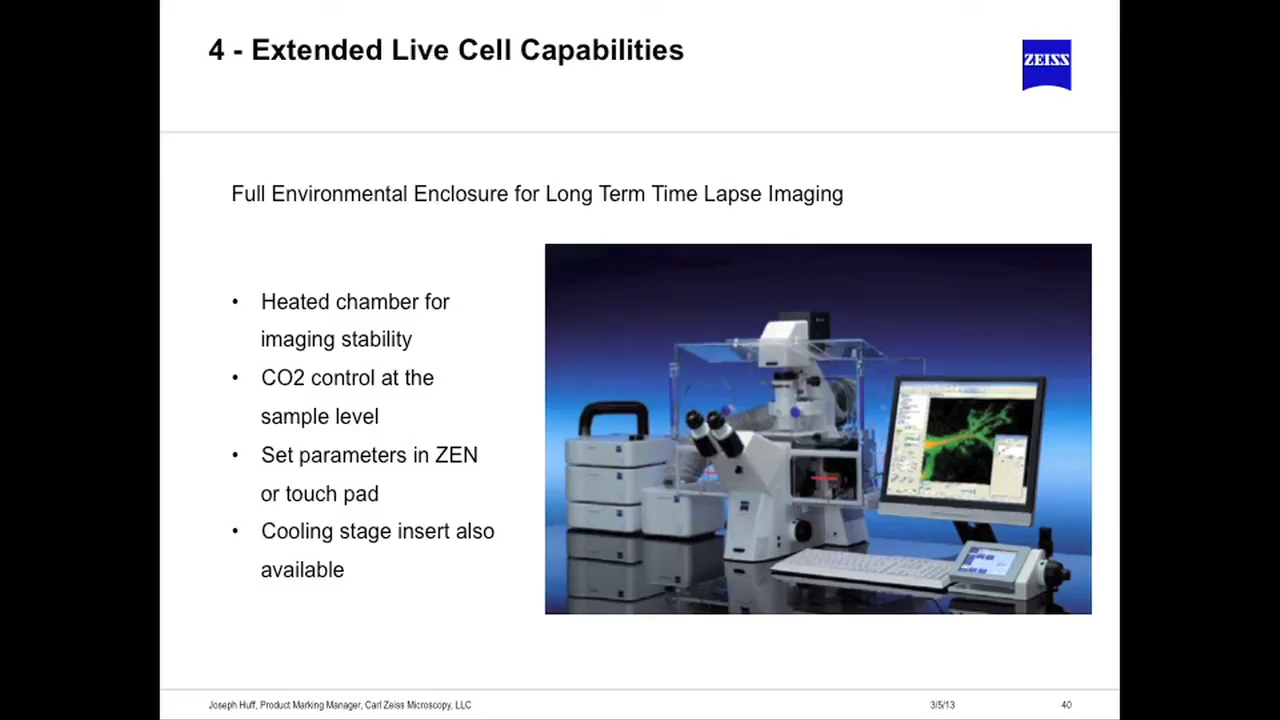 4 - Extended Live Cell Capabilities
ZEISS
Full Environmental Enclosure for Long Term Time Lapse Imaging
• Heated chamber for
imaging stability
• CO2 control at the
sample level
• Set parameters in ZEN
or touch pad
• Cooling stage insert also
available
Joseph Huff, Product Marking Manager, Carl Zeiss Microscopy, LLC
3/5/13
40